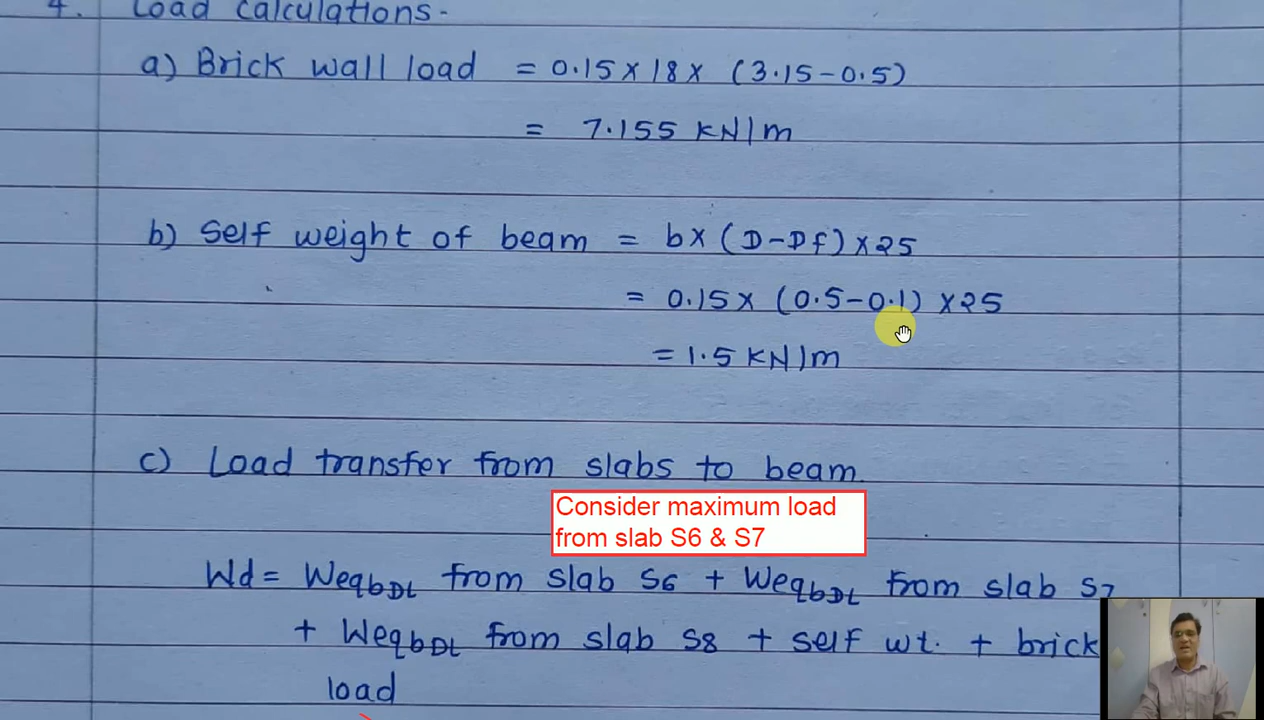 4. Load calculations.
a) Brick wall load = 0.15 × 18 × (3.15-0.5)
= 7.155 KN/m
b) Self weight of beam = b× (D-Df) ×25
= 0.15× (0.5-0.1) ×25
= 1.5 KN/m
c) Load transfer from slabs to beam.
Consider maximum load
from slab S6 & S7
Wd = WeqbDL from slab S6 + WeqbDL from slab S7
+ WeqbDL from slab S8 + self wt. + brick
load